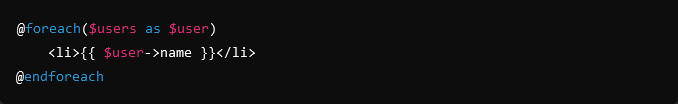 @foreach($users as $user)
    <li>{{ $user->name }}</li>
@endforeach